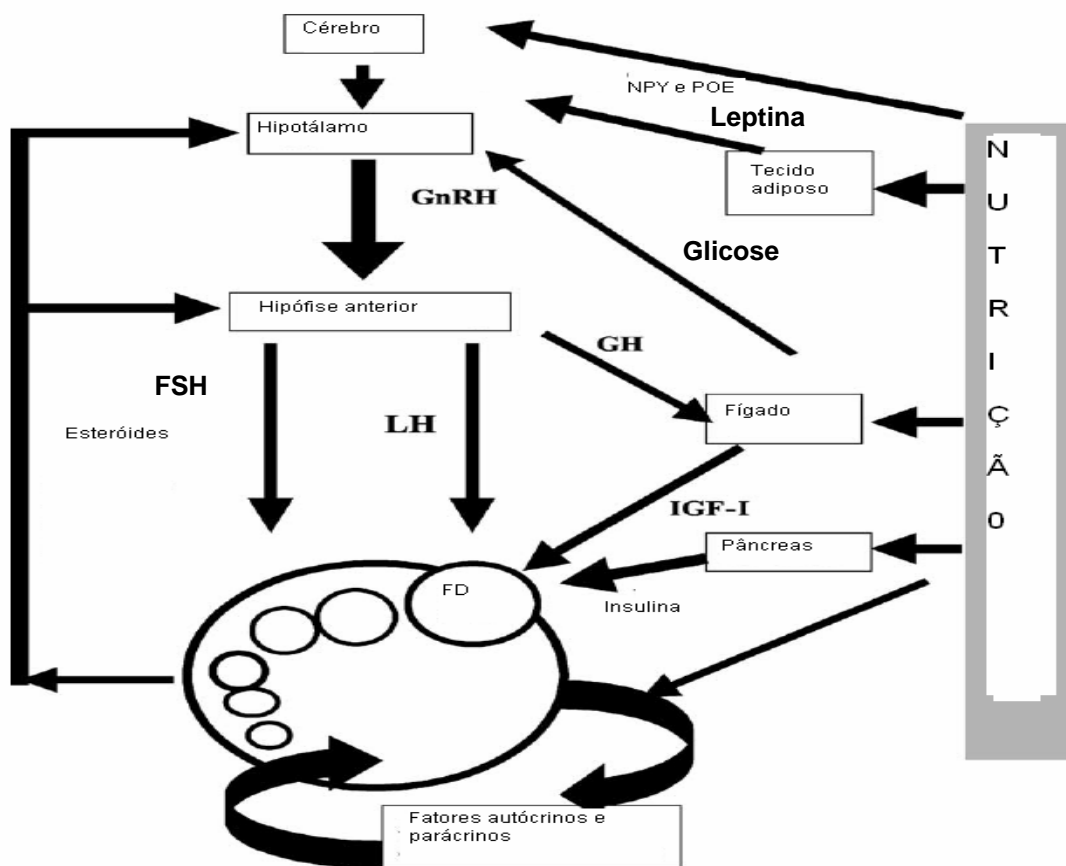 Cérebro
NPY e POE
Leptina
Hipotálamo
Tecido
adiposo
GnRH
Glicose
Hipófise anterior
GH
FSH
LH
Esteróides
Fígado
IGF-I
Pâncreas
FD
Insulina
Fatores autócrinos e
parácrinos
N
U
T
R
I
Ç
Ã
0